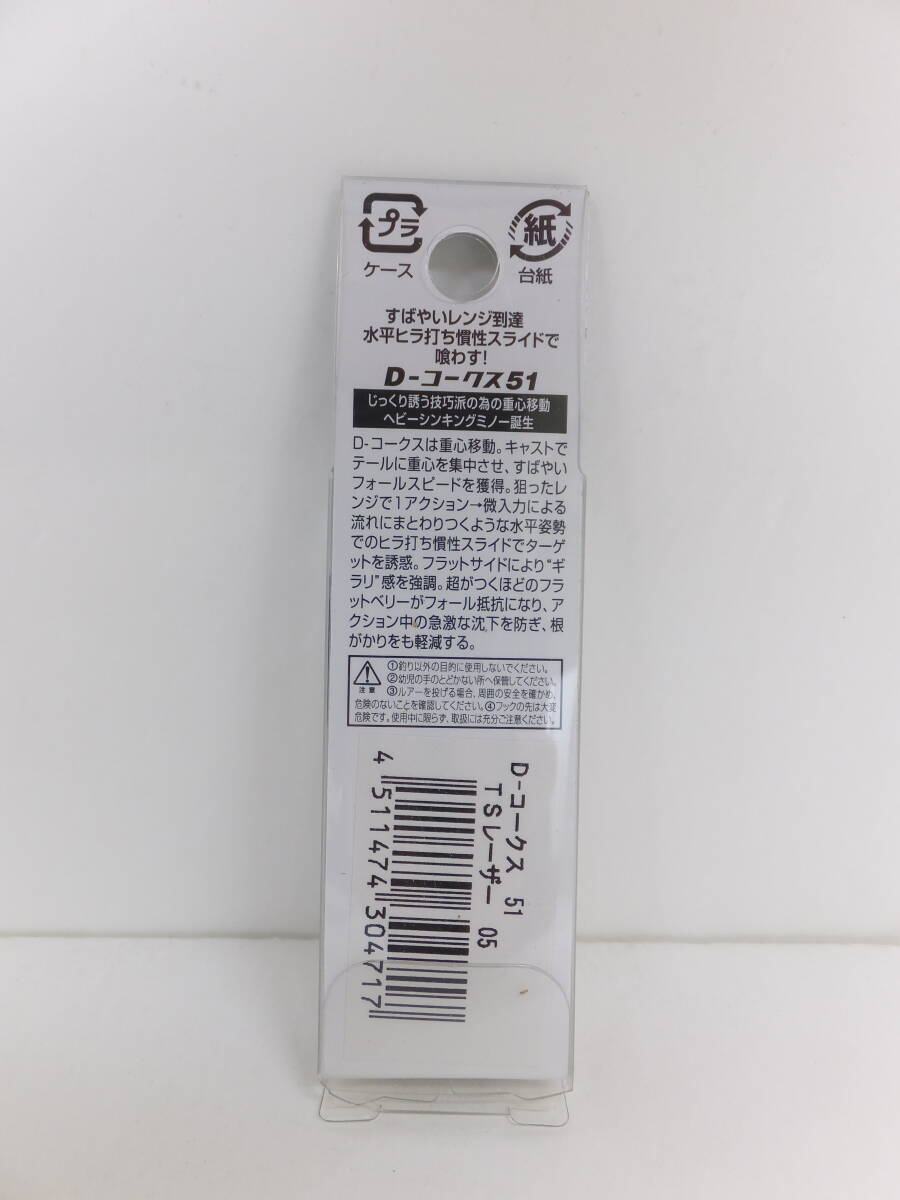 プラ
ケース
紙
台紙
すばやいレンジ到達
水平ヒラ打ち慣性スライドで
喰わす!
D-コークス51
じっくり誘う技巧派の為の重心移動
ヘビーシンキングミノー誕生
D-コークスは重心移動。キャストで
テールに重心を集中させ、すばやい
フォールスピードを獲得。狙ったレ
ンジで1アクション→微入力による
流れにまとわりつくような水平姿勢
でのヒラ打ち慣性スライドでターゲ
ットを誘惑。フラットサイドにより“ギ
ラリ”感を強調。超がつくほどのフラ
ットベリーがフォール抵抗になり、ア
クション中の急激な沈下を防ぎ、根
がかりをも軽減する。
注意
①釣り以外の目的に使用しないでください。
②幼児の手のとどかない所へ保管してください。
③ルアーを投げる場合、周囲の安全を確かめ、
危険のないことを確認してください。④フックの先は大変
危険です。使用中に限らず、取扱には充分ご注意ください。
D-コークス 51
TSレーザー 05
4 511474 304717